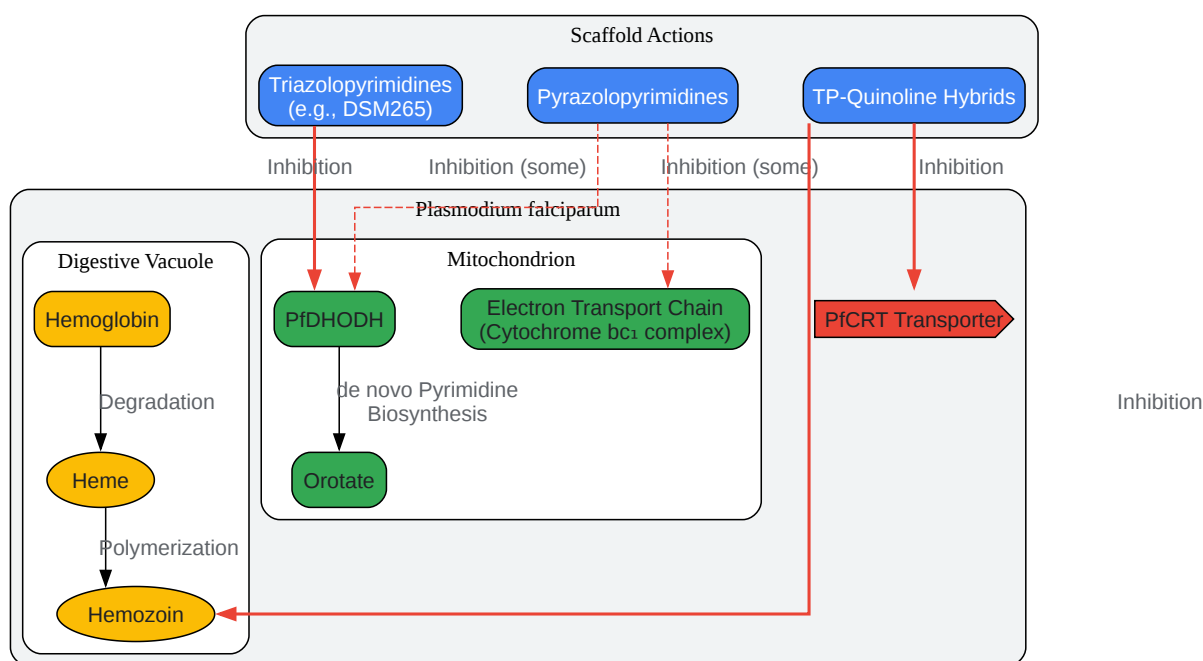 Scaffold Actions
Triazolopyrimidines
(e.g., DSM265)
Pyrazolopyrimidines
TP-Quinoline Hybrids
Inhibition
Inhibition (some)
Inhibition (some)
Inhibition
Plasmodium falciparum
Digestive Vacuole
Mitochondrion
Hemoglobin
PfDHODH
Electron Transport Chain
(Cytochrome bc₁ complex)
PfCRT Transporter
Degradation
de novo Pyrimidine
Biosynthesis
Inhibition
Heme
Orotate
Polymerization
Hemozoin